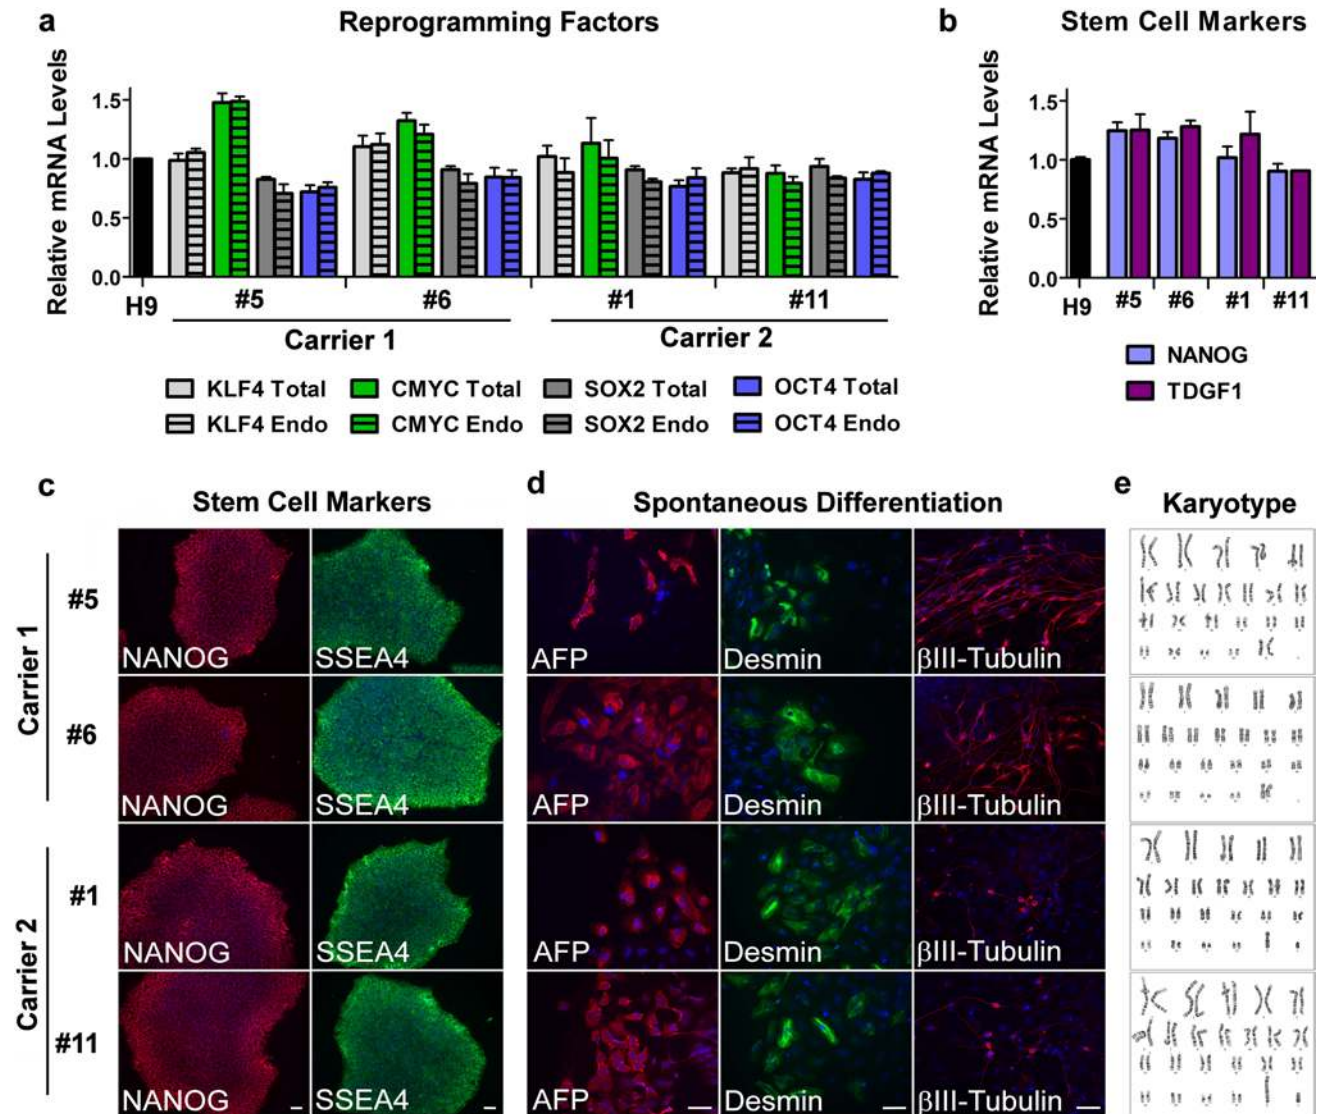 a
Reprogramming Factors
Relative mRNA Levels
1.5
1.0
0.5
0.0
H9
#5
#6
#1
#11
Carrier 1
Carrier 2
KLF4 Total
CMYC Total
SOX2 Total
OCT4 Total
KLF4 Endo
CMYC Endo
SOX2 Endo
OCT4 Endo
b
Stem Cell Markers
Relative mRNA Levels
1.5
1.0
0.5
0.0
H9
#5
#6
#1
#11
NANOG
TDGF1
c
Stem Cell Markers
d
Spontaneous Differentiation
e
Karyotype
Carrier 1
#5
NANOG
SSEA4
AFP
Desmin
βIII-Tubulin
#6
NANOG
SSEA4
AFP
Desmin
βIII-Tubulin
Carrier 2
#1
NANOG
SSEA4
AFP
Desmin
βIII-Tubulin
#11
NANOG
SSEA4
AFP
Desmin
βIII-Tubulin